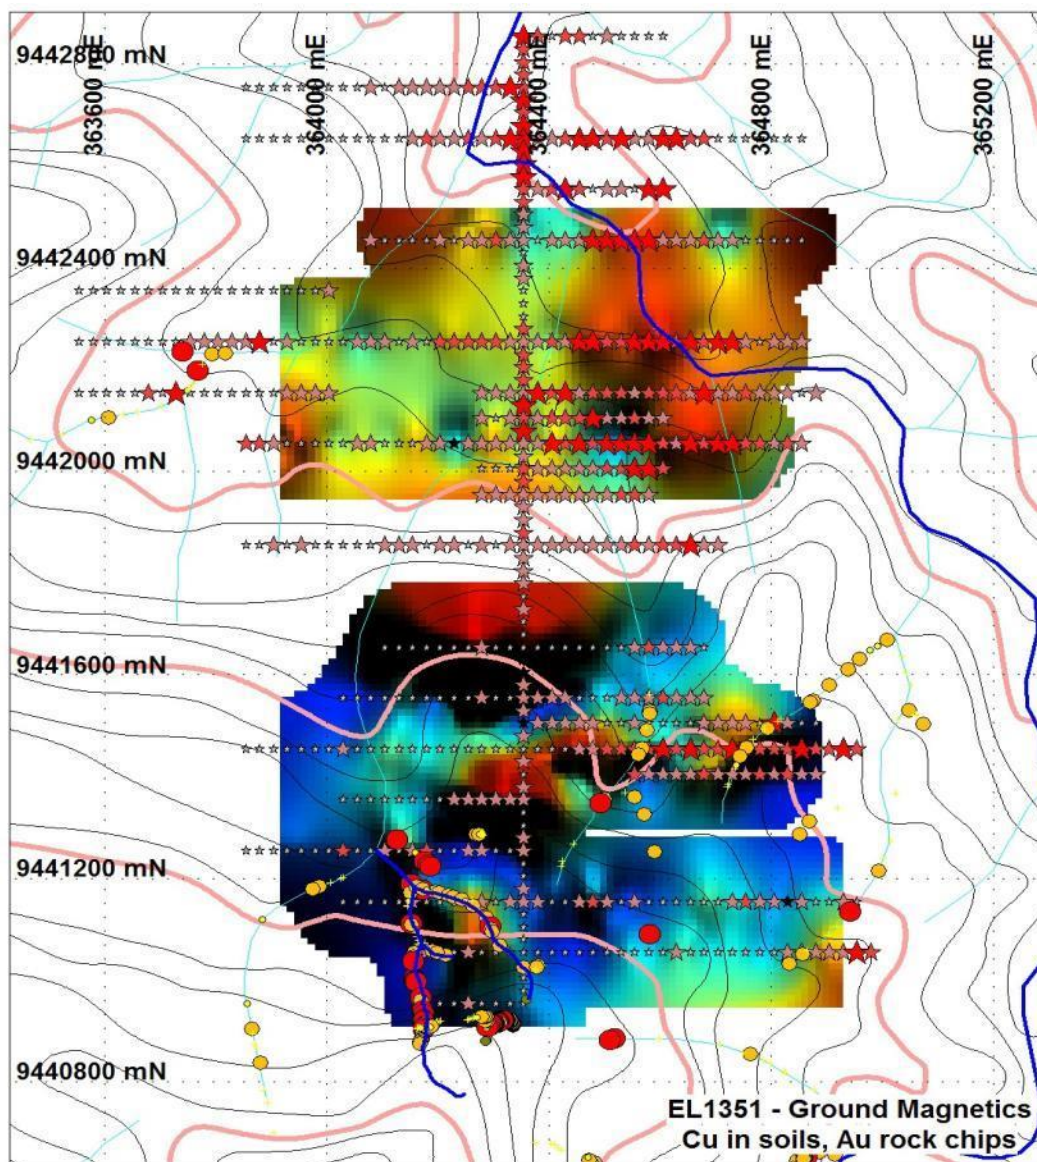 9442800 mN
363600 mE
364000 mE
364400 mE
364800 mE
365200 mE
9442400 mN
9442000 mN
9441600 mN
9441200 mN
9440800 mN
EL1351 - Ground Magnetics
Cu in soils, Au rock chips